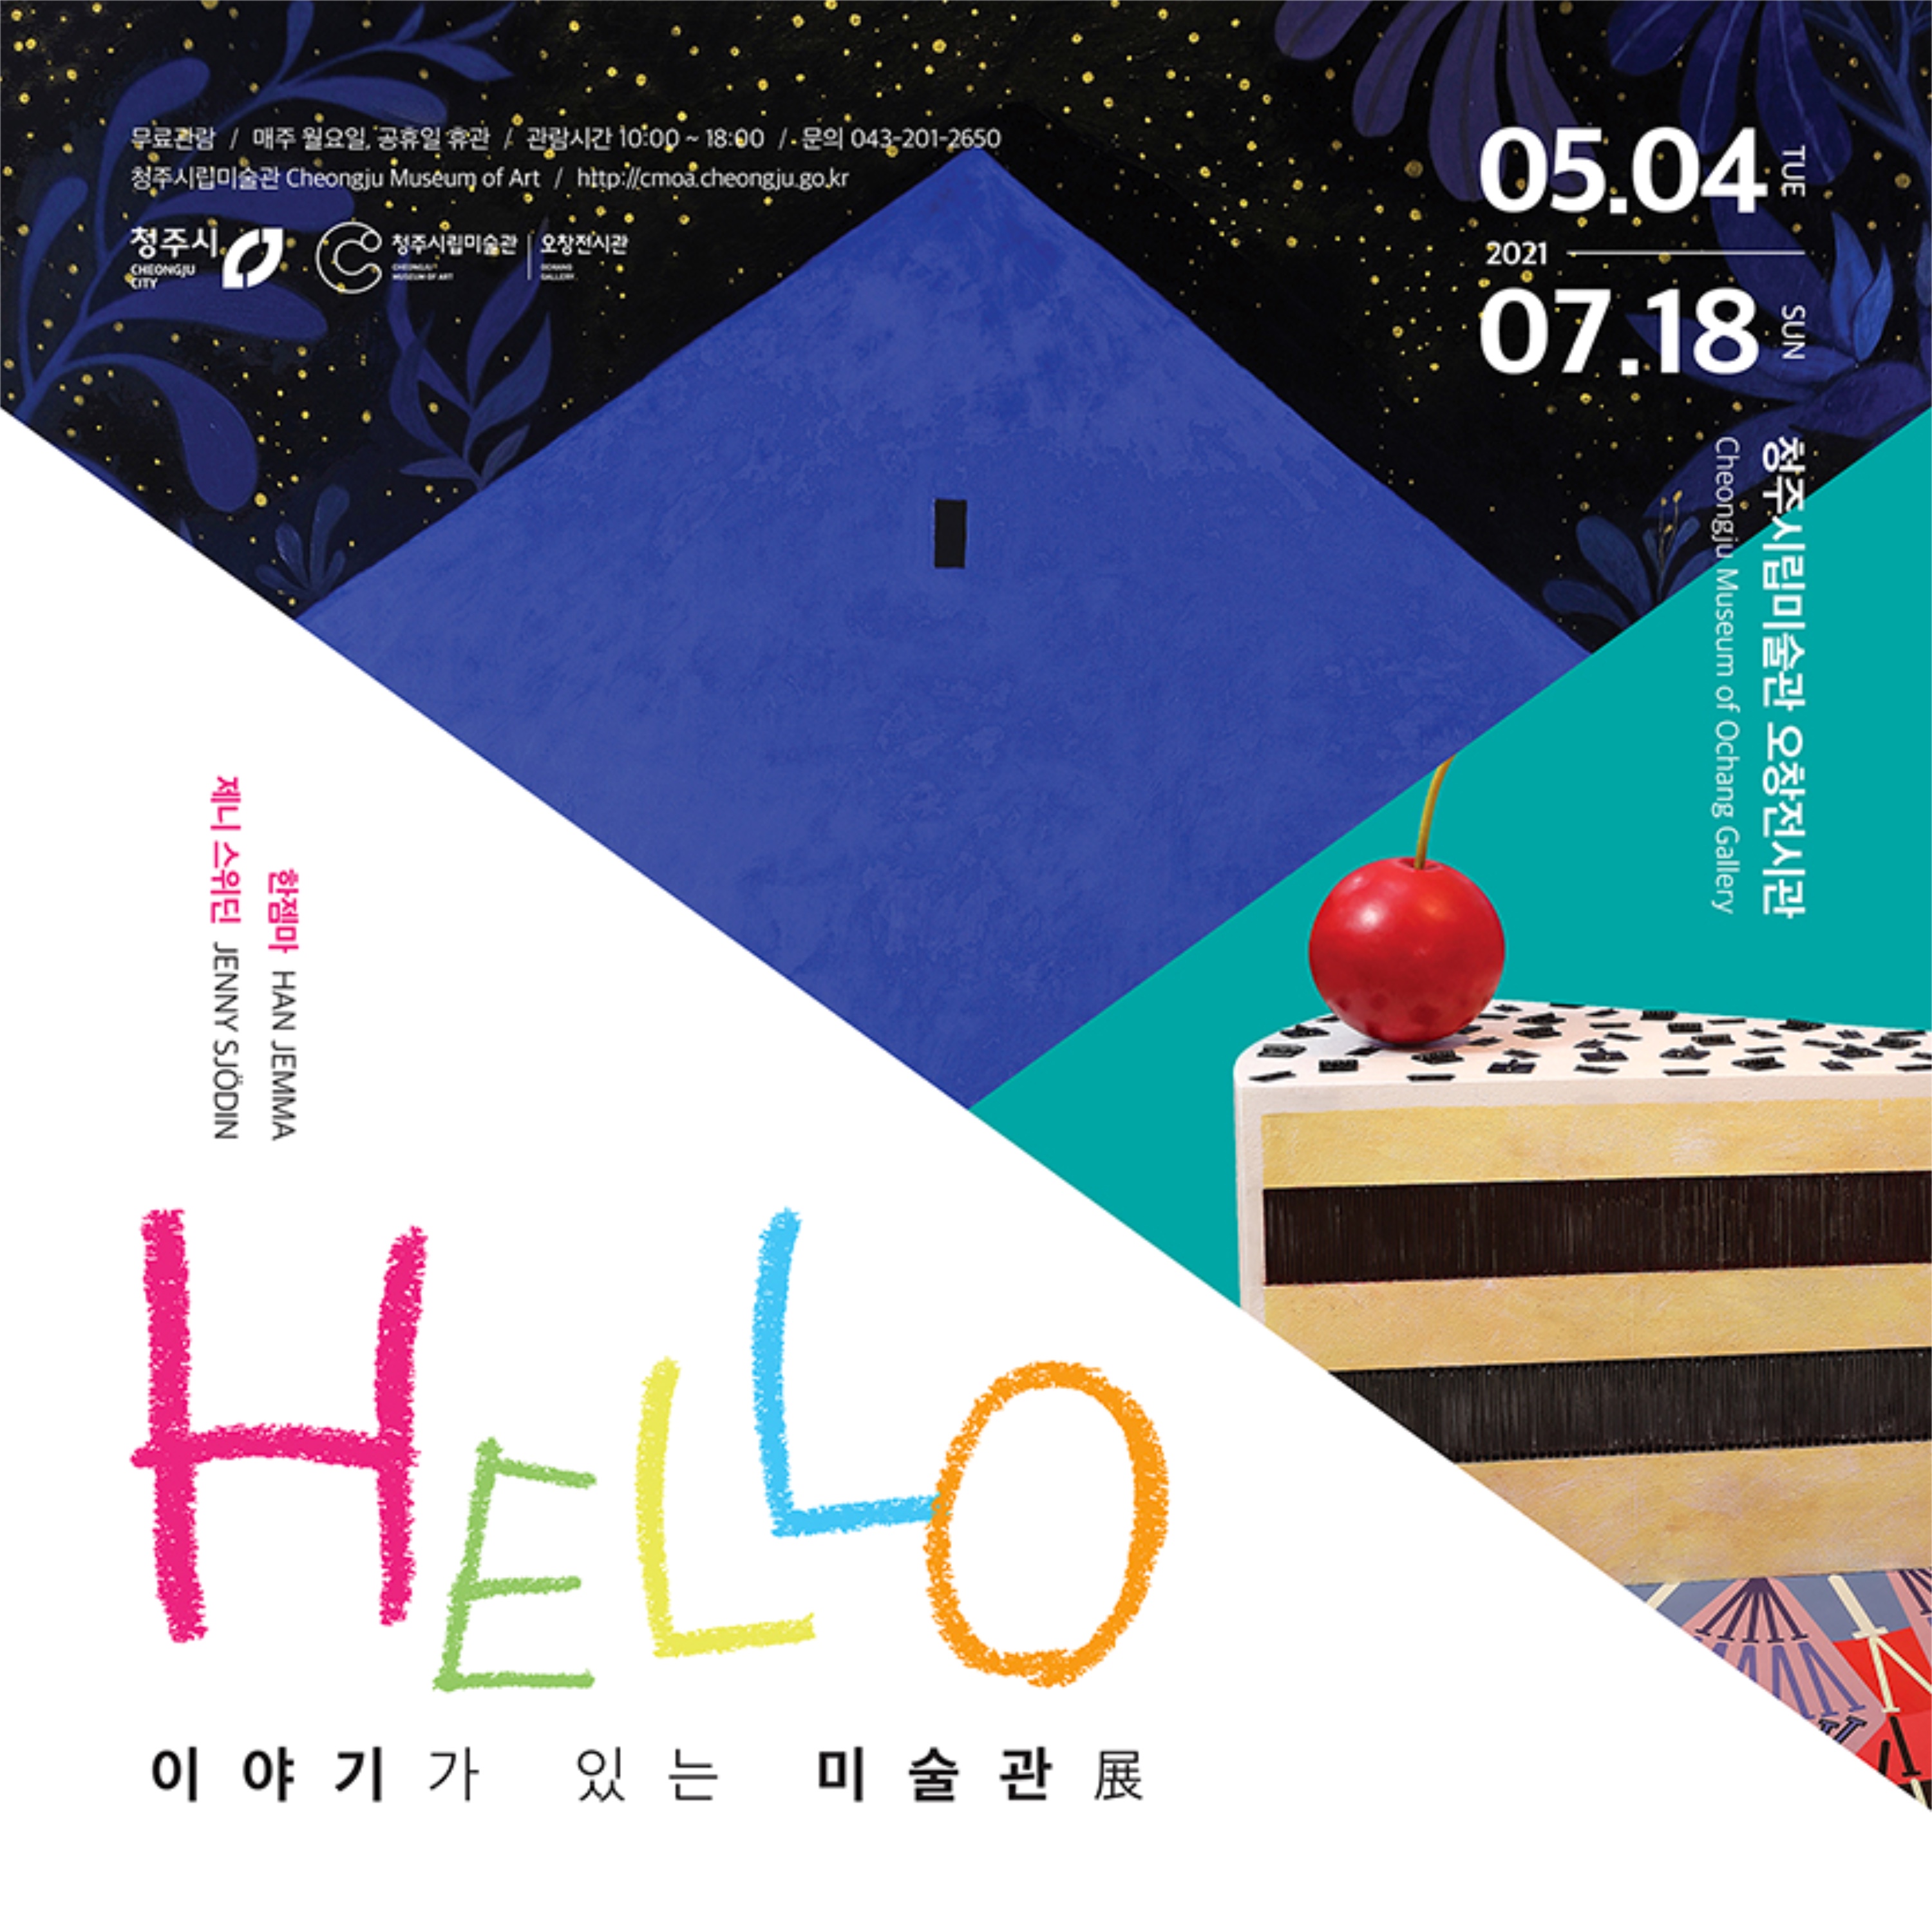 무료관람 / 매주 월요일, 공휴일 휴관 / 관람시간 10:00 ~ 18:00 / 문의 043-201-2650
청주시립미술관 Cheongju Museum of Art / http://cmoa.cheongju.go.kr
청주시
CHEONGJU
CITY
청주시립미술관
CHEONGJU
MUSEUM OF ART
오창전시관
OCHANG
GALLERY
05.04 TUE
2021
07.18 SUN
청주시립미술관 오창전시관
Cheongju Museum of Ochang Gallery
한젬마 HAN JEMMA
제니 스위딘 JENNY SJÖDIN
HELLO
이야기가 있는 미술관展